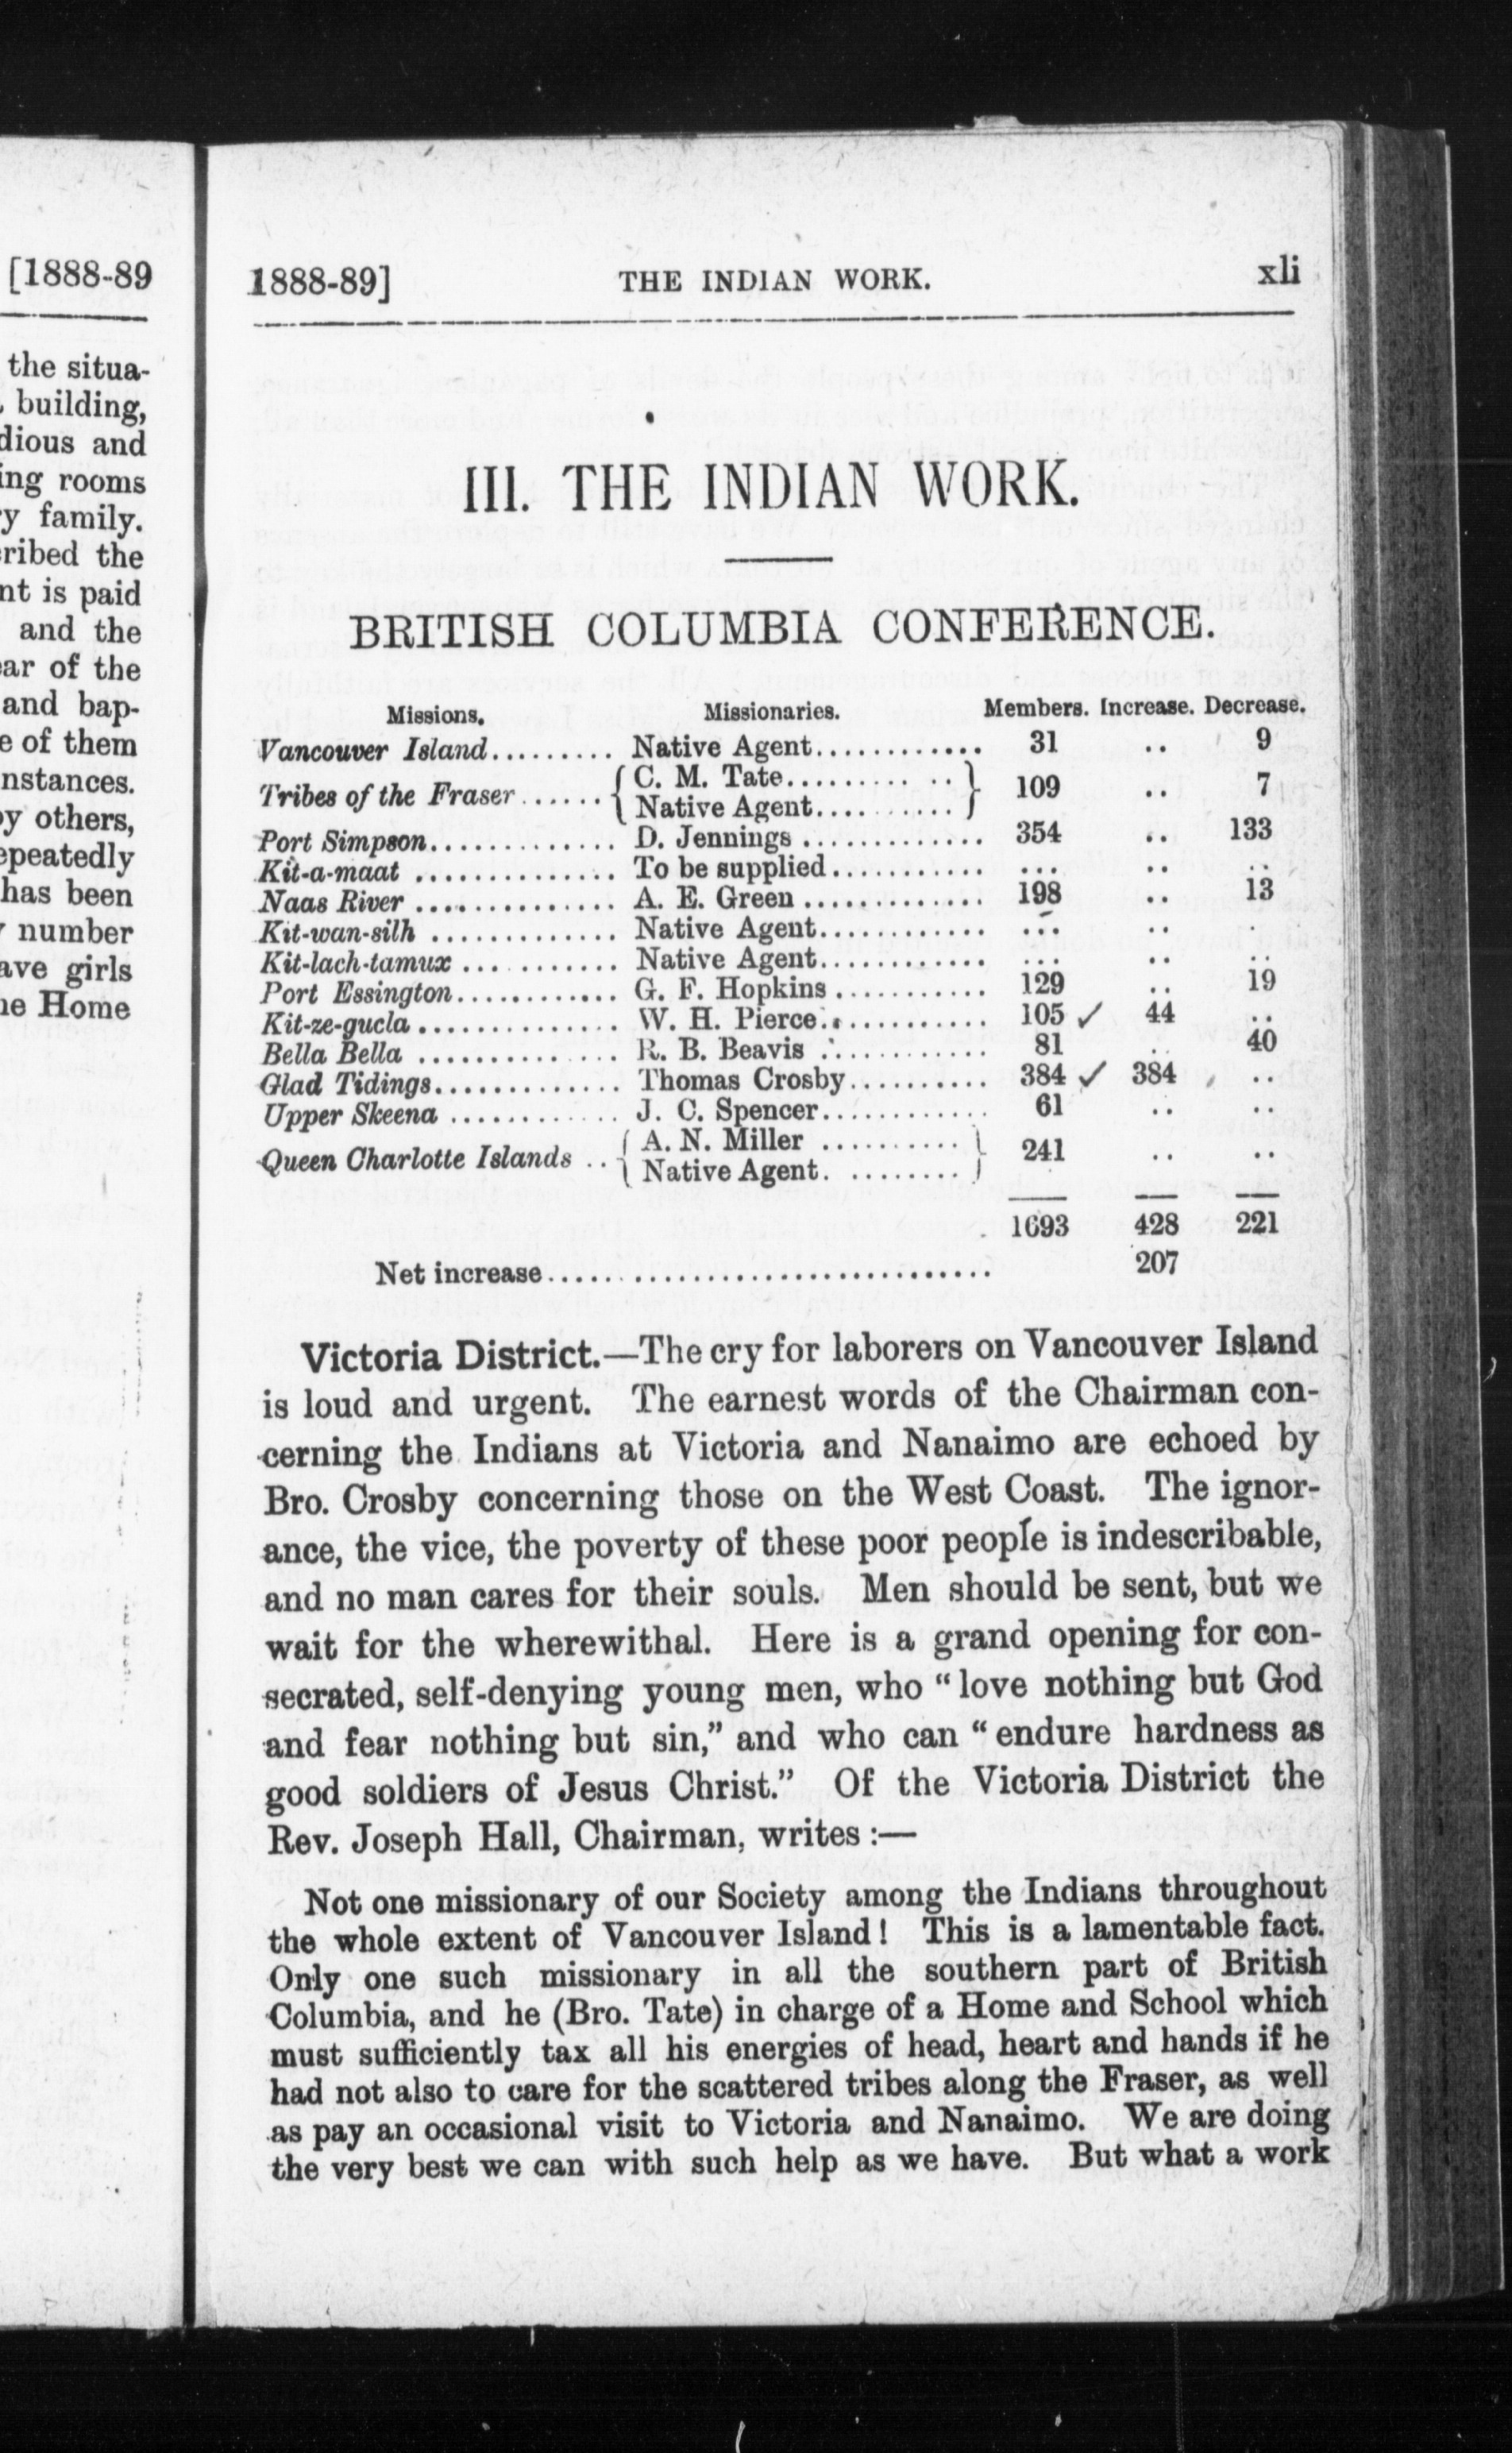 [1888-89
the situa-
building,
dious and
ing rooms
y family.
cribed the
nt is paid
and the
ear of the
and bap-
e of them
nstances.
by others,
epeatedly
has been
number
ave girls
he Home
1888-89] THE INDIAN WORK. xli
III. THE INDIAN WORK.
BRITISH COLUMBIA CONFERENCE.
Missions. Missionaries. Members. Increase. Decrease.
Vancouver Island......... Native Agent............ 31 .. 9
Tribes of the Fraser ...... { C. M. Tate.......... .. } 109 .. 7
Native Agent..........
Port Simpson............. D. Jennings ............. 354 .. 133
Kit-a-maat .............. To be supplied........... ... .. ..
Naas River .............. A. E. Green ............. 198 .. 13
Kit-wan-silh ............. Native Agent............ ... .. .
Kit-lach-tamux ........... Native Agent............ ... .. ..
Port Essington............ G. F. Hopkins ........... 129 .. 19
Kit-ze-gucla .............. W. H. Pierce............ 105 ✓ 44 ..
Bella Bella .............. R. B. Beavis ............ 81 .. 40
Glad Tidings............. Thomas Crosby.......... 384 ✓ 384 ..
Upper Skeena ............ J. C. Spencer............ 61 .. ..
Queen Charlotte Islands .. { A. N. Miller .......... } 241 .. ..
Native Agent. ........
1693 428 221
Net increase.................................. 207
Victoria District.—The cry for laborers on Vancouver Island
is loud and urgent. The earnest words of the Chairman con-
cerning the Indians at Victoria and Nanaimo are echoed by
Bro. Crosby concerning those on the West Coast. The ignor-
ance, the vice, the poverty of these poor people is indescribable,
and no man cares for their souls. Men should be sent, but we
wait for the wherewithal. Here is a grand opening for con-
secrated, self-denying young men, who "love nothing but God
and fear nothing but sin," and who can "endure hardness as
good soldiers of Jesus Christ." Of the Victoria District the
Rev. Joseph Hall, Chairman, writes :—
Not one missionary of our Society among the Indians throughout
the whole extent of Vancouver Island! This is a lamentable fact.
Only one such missionary in all the southern part of British
Columbia, and he (Bro. Tate) in charge of a Home and School which
must sufficiently tax all his energies of head, heart and hands if he
had not also to care for the scattered tribes along the Fraser, as well
as pay an occasional visit to Victoria and Nanaimo. We are doing
the very best we can with such help as we have. But what a work